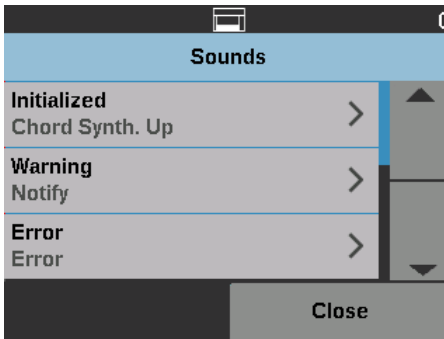 Sounds
Initialized
Chord Synth. Up
Warning
Notify
Error
Error
Close